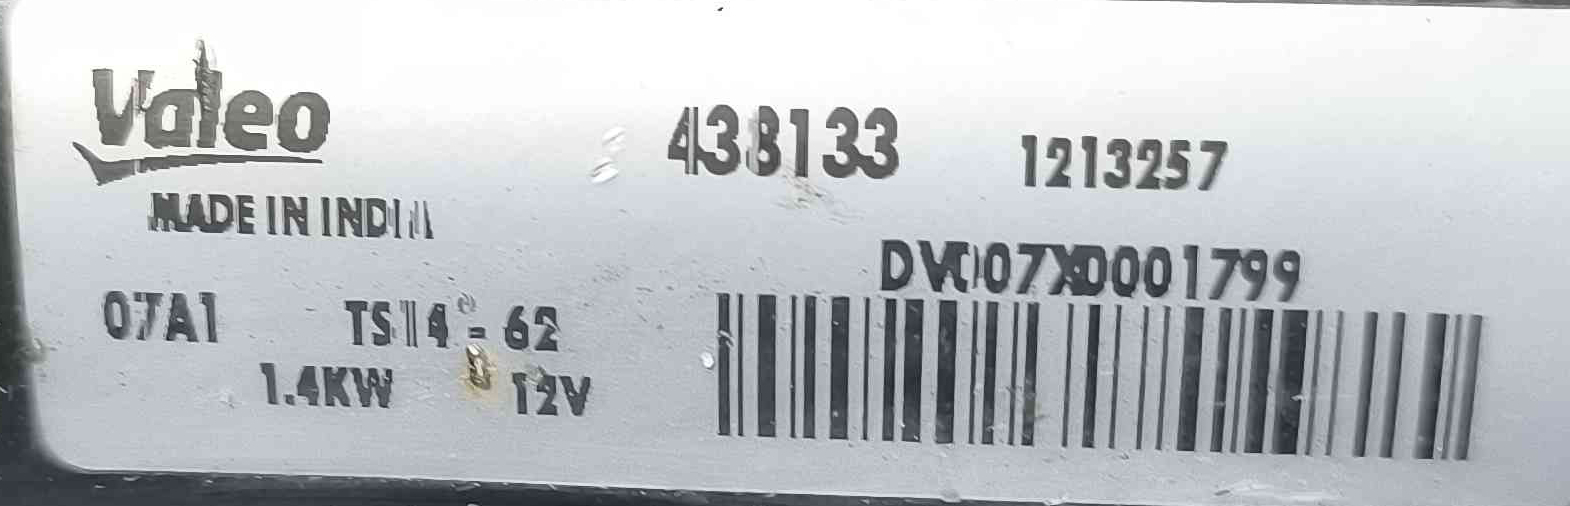 Valeo
438133 1213257
MADE IN INDIA
DV007X0001799
07A1 TS14-62
1.4KW 12V